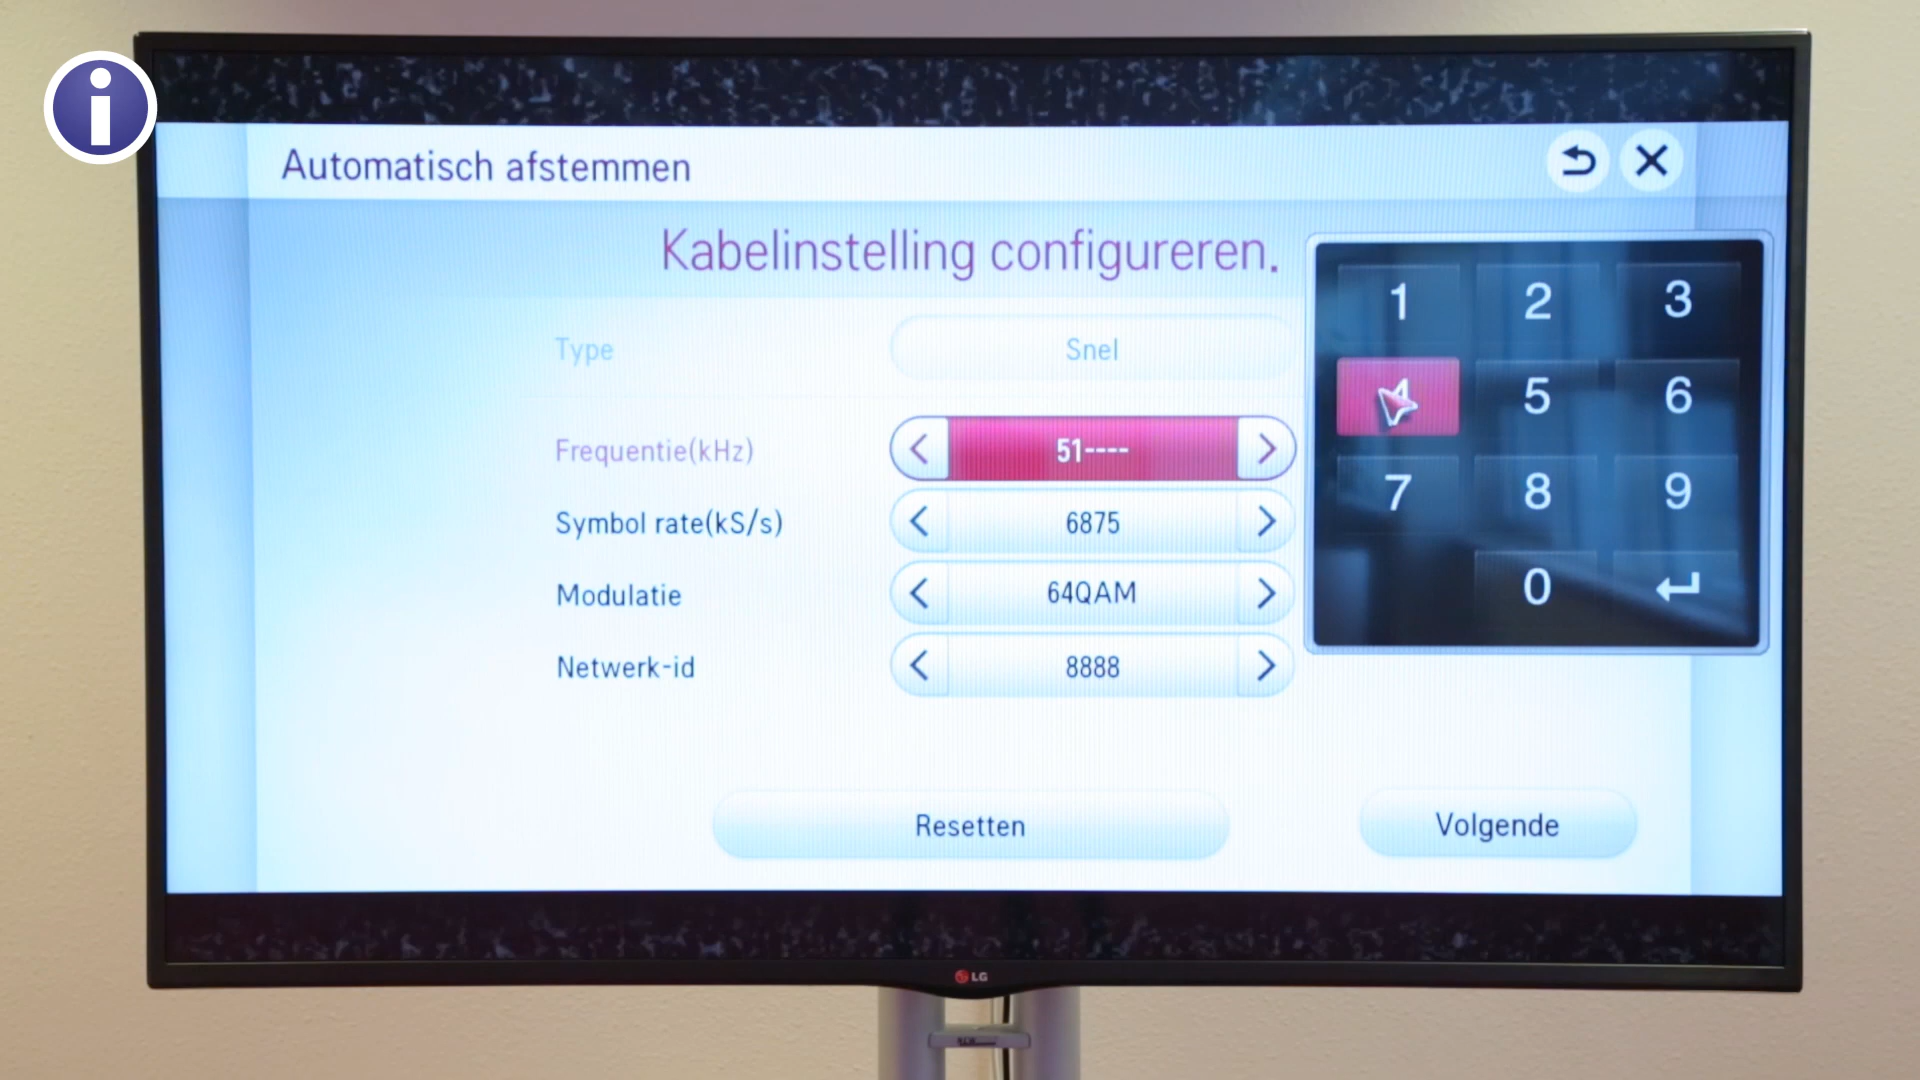 i
Automatisch afstemmen
Kabelinstelling configureren.
Type Snel
Frequentie(kHz) 51----
Symbol rate(kS/s) 6875
Modulatie 64QAM
Netwerk-id 8888
1 2 3
4 5 6
7 8 9
0
Resetten Volgende
LG